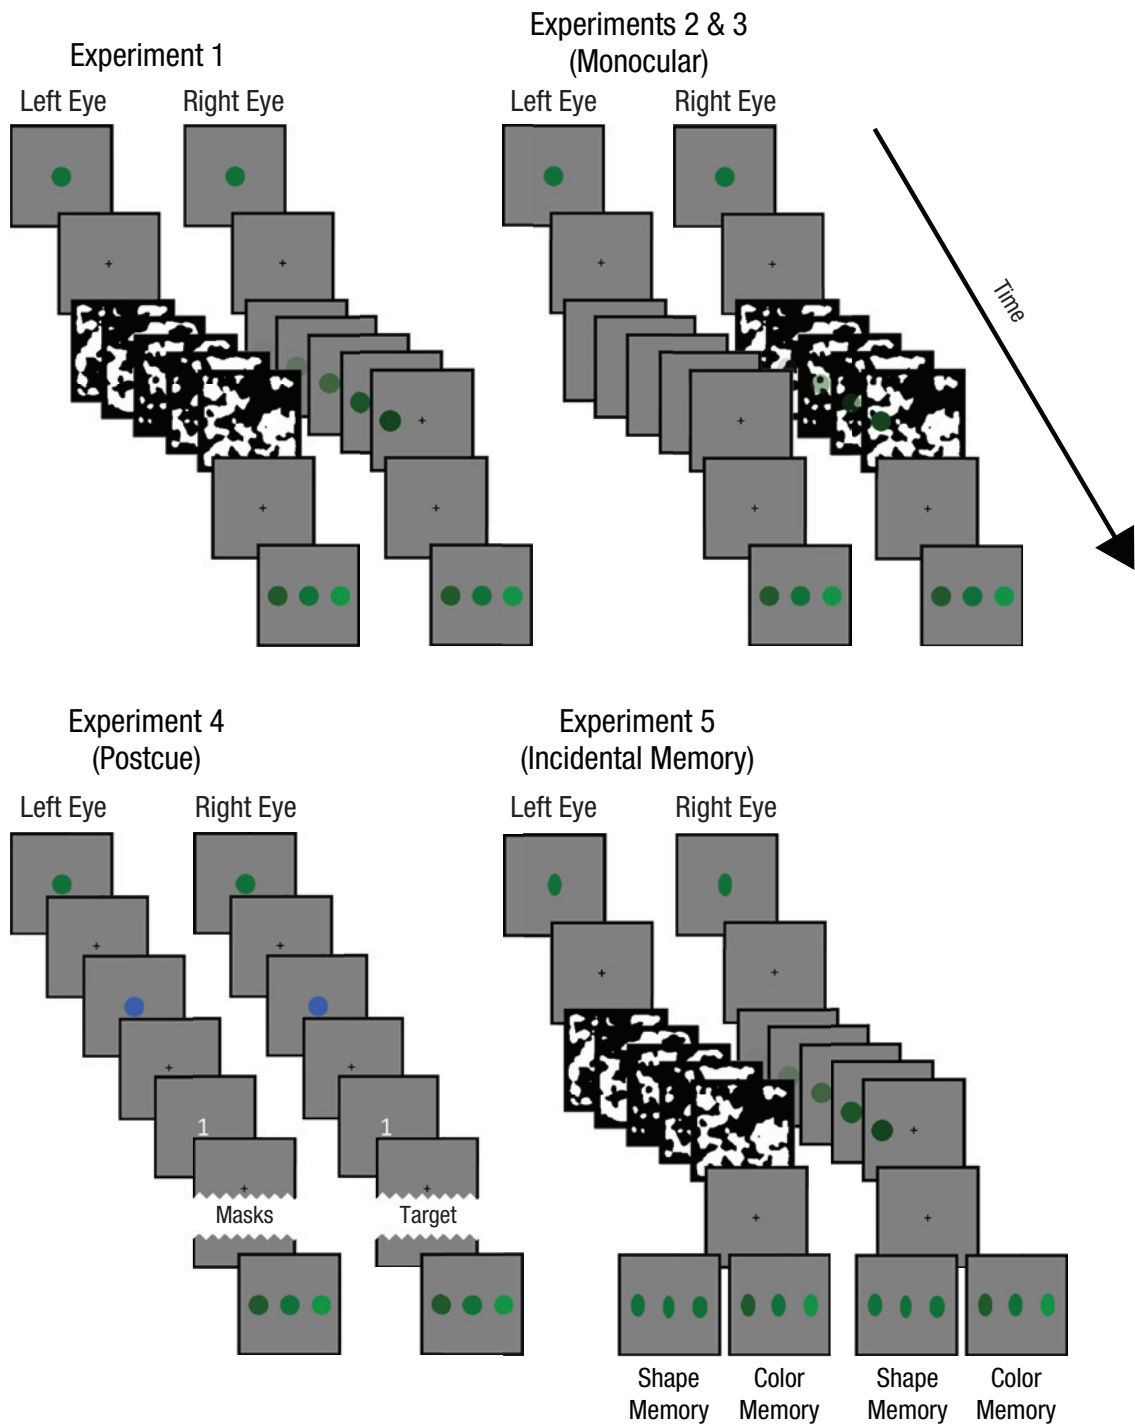 Experiment 1
Experiments 2 & 3
(Monocular)
Left Eye
Right Eye
Left Eye
Right Eye
Time
Experiment 4
(Postcue)
Experiment 5
(Incidental Memory)
Left Eye
Right Eye
Left Eye
Right Eye
1
1
Masks
Target
Shape
Memory
Color
Memory
Shape
Memory
Color
Memory